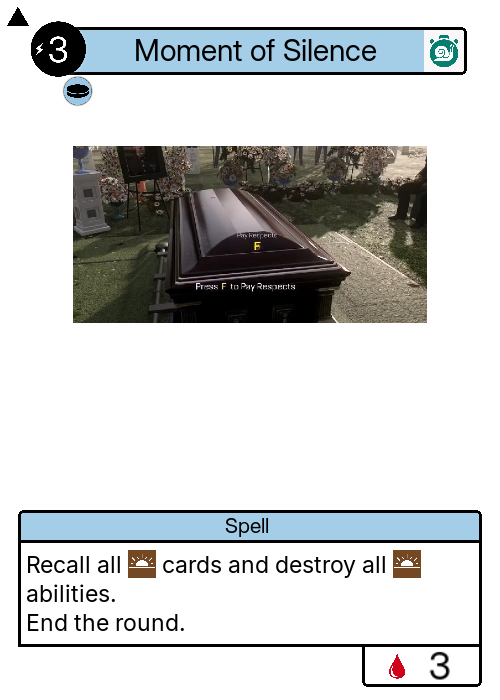 3 Moment of Silence
Pay Respects
F
Press F to Pay Respects
Spell
Recall all cards and destroy all
abilities.
End the round.
3